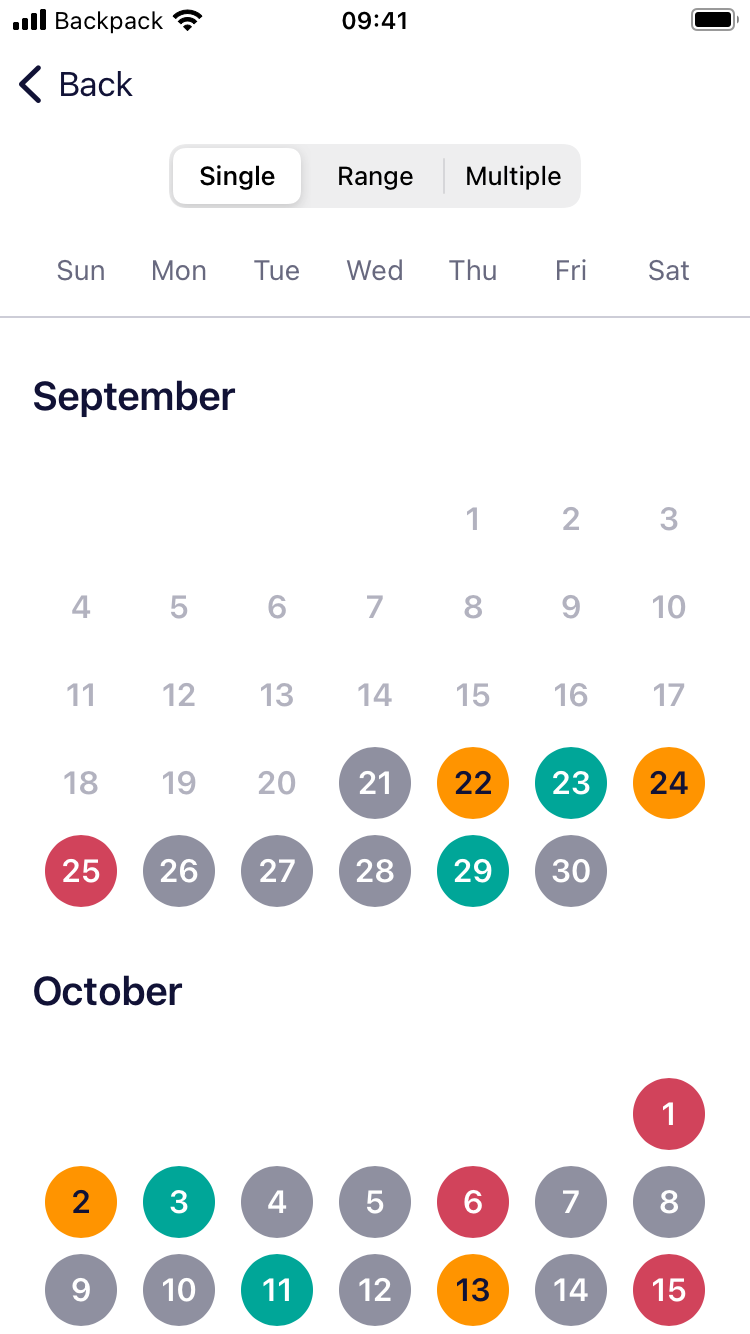 Backpack 09:41
Back
Single Range Multiple
Sun Mon Tue Wed Thu Fri Sat
September
1 2 3
4 5 6 7 8 9 10
11 12 13 14 15 16 17
18 19 20 21 22 23 24
25 26 27 28 29 30
October
1
2 3 4 5 6 7 8
9 10 11 12 13 14 15